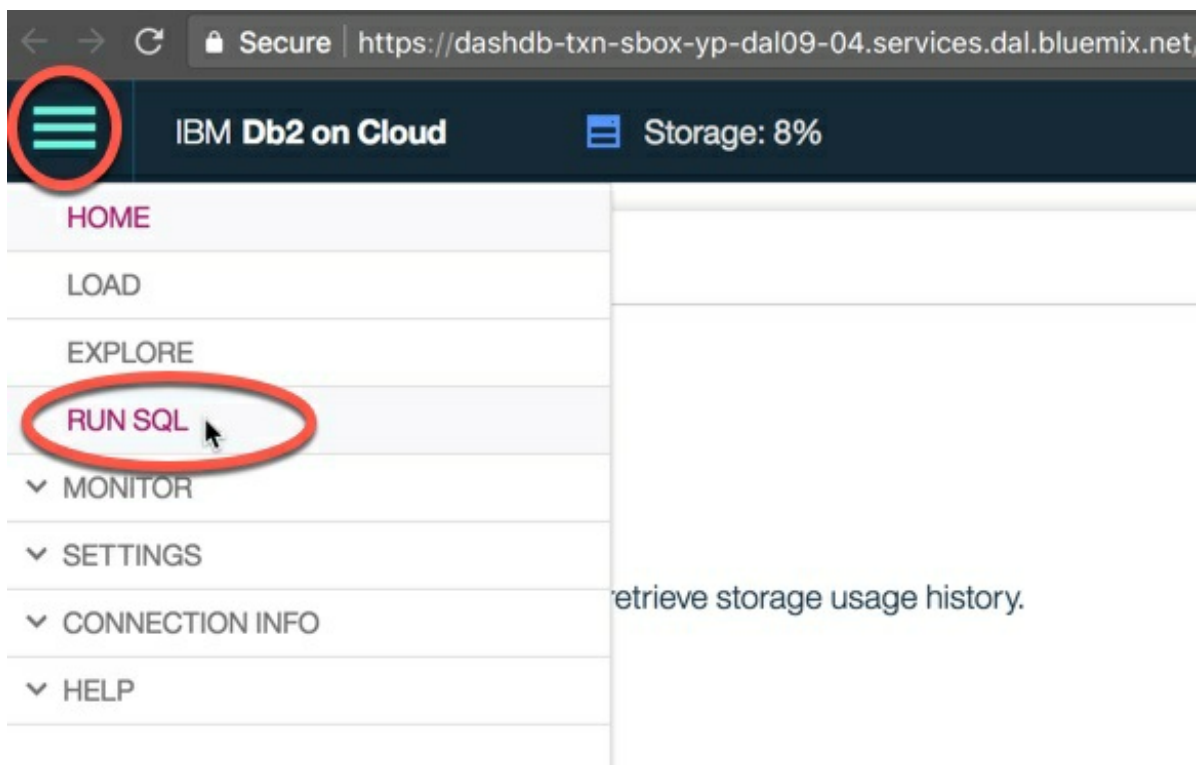 Secure | https://dashdb-txn-sbox-yp-dal09-04.services.dal.bluemix.net/
IBM Db2 on Cloud Storage: 8%
HOME
LOAD
EXPLORE
RUN SQL
MONITOR
SETTINGS
retrieve storage usage history.
CONNECTION INFO
HELP